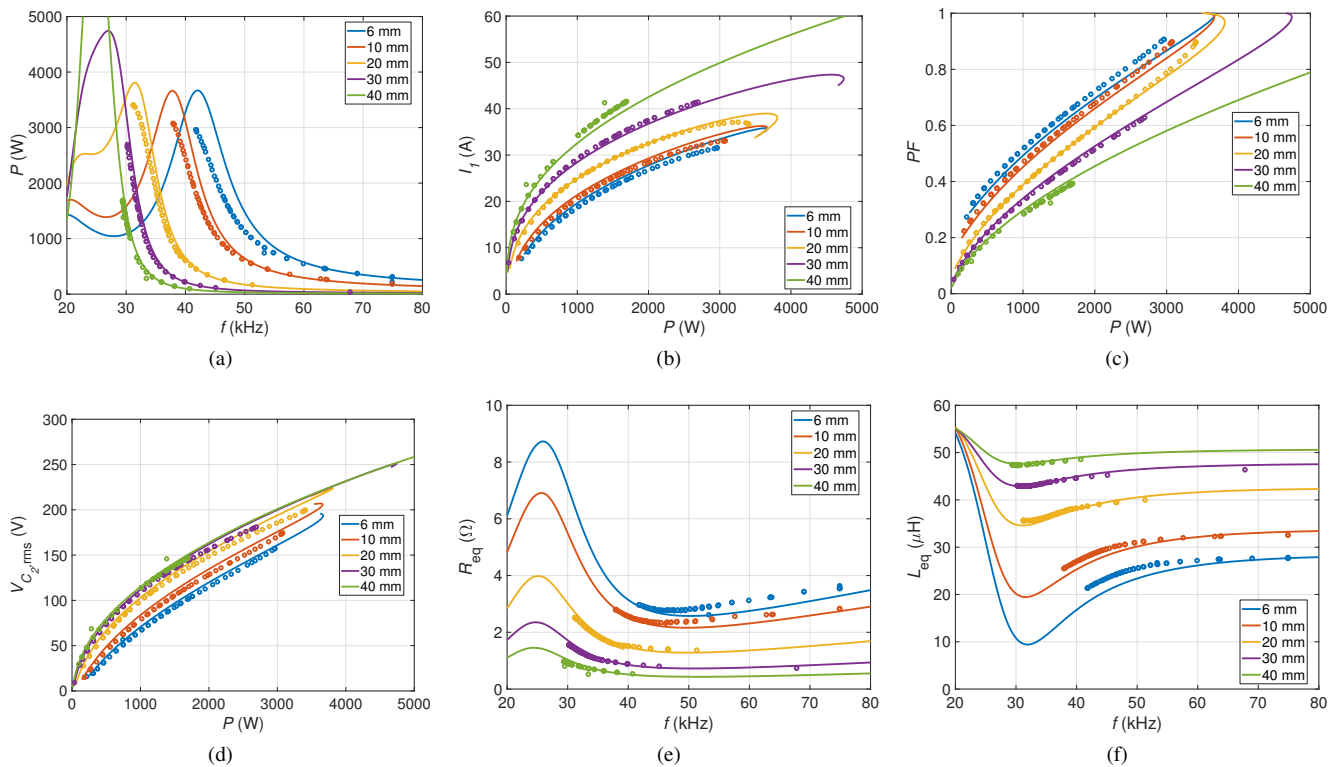 5000
4000
3000
2000
1000
0
P (W)
20 30 40 50 60 70 80
f (kHz)
6 mm
10 mm
20 mm
30 mm
40 mm
(a)
60
50
40
30
20
10
0
I1 (A)
0 1000 2000 3000 4000 5000
P (W)
6 mm
10 mm
20 mm
30 mm
40 mm
(b)
1
0.8
0.6
0.4
0.2
0
PF
0 1000 2000 3000 4000 5000
P (W)
6 mm
10 mm
20 mm
30 mm
40 mm
(c)
300
250
200
150
100
50
0
VC2,rms (V)
0 1000 2000 3000 4000 5000
P (W)
6 mm
10 mm
20 mm
30 mm
40 mm
(d)
10
8
6
4
2
0
Req (Ω)
20 30 40 50 60 70 80
f (kHz)
6 mm
10 mm
20 mm
30 mm
40 mm
(e)
60
50
40
30
20
10
0
Leq (μH)
20 30 40 50 60 70 80
f (kHz)
6 mm
10 mm
20 mm
30 mm
40 mm
(f)